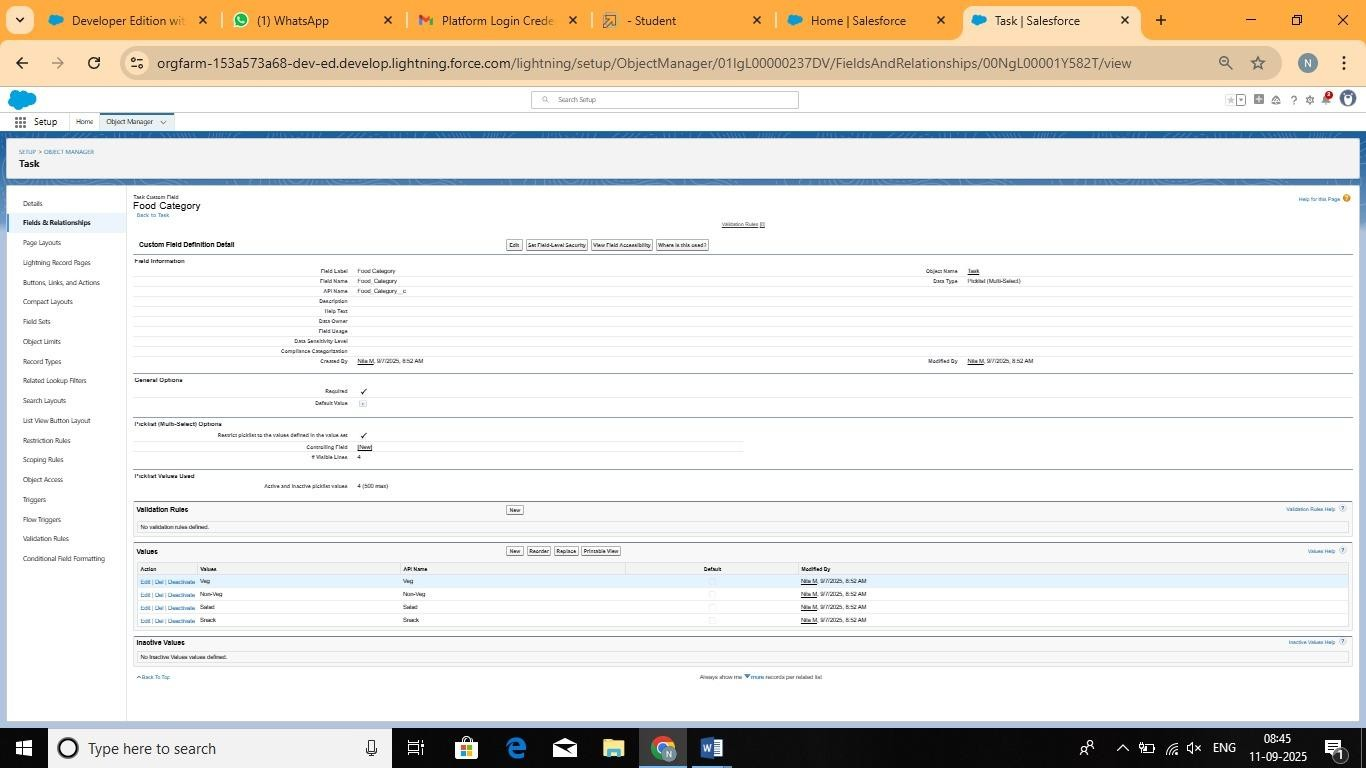 Developer Edition wit
(1) WhatsApp
Platform Login Crede
- Student
Home | Salesforce
Task | Salesforce
orgfarm-153a573a68-dev-ed.develop.lightning.force.com/lightning/setup/ObjectManager/01IgL00000237DV/FieldsAndRelationships/00NgL00001Y582T/view
N
Search Setup
Setup
Home
Object Manager
SETUP > OBJECT MANAGER
Task
Details
Fields & Relationships
Page Layouts
Lightning Record Pages
Buttons, Links, and Actions
Compact Layouts
Field Sets
Object Limits
Record Types
Related Lookup Filters
Search Layouts
List View Button Layout
Restriction Rules
Scoping Rules
Object Access
Triggers
Flow Triggers
Validation Rules
Conditional Field Formatting
Task Custom Field
Food Category
Back to Task
Help for this Page
Validation Rules [0]
Custom Field Definition Detail
Edit Set Field-Level Security View Field Accessibility Where is this used?
Field Information
Field Label Food Category Object Name Task
Field Name Food_Category Data Type Picklist (Multi-Select)
API Name Food_Category__c
Description
Help Text
Data Owner
Field Usage
Data Sensitivity Level
Compliance Categorization
Created By Nila M, 9/7/2025, 8:52 AM Modified By Nila M, 9/7/2025, 8:52 AM
General Options
Required ✓
Default Value
Picklist (Multi-Select) Options
Restrict picklist to the values defined in the value set ✓
Controlling Field [New]
# Visible Lines 4
Picklist Values Used
Active and inactive picklist values 4 (500 max)
Validation Rules New Validation Rules Help ?
No validation rules defined.
Values New Reorder Replace Printable View Values Help ?
Action Values API Name Default Modified By
Edit | Del | Deactivate Veg Veg Nila M, 9/7/2025, 8:52 AM
Edit | Del | Deactivate Non-Veg Non-Veg Nila M, 9/7/2025, 8:52 AM
Edit | Del | Deactivate Salad Salad Nila M, 9/7/2025, 8:52 AM
Edit | Del | Deactivate Snack Snack Nila M, 9/7/2025, 8:52 AM
Inactive Values Inactive Values Help ?
No Inactive Values values defined.
^ Back To Top Always show me ▼more records per related list
Type here to search
ENG
08:45
11-09-2025
1